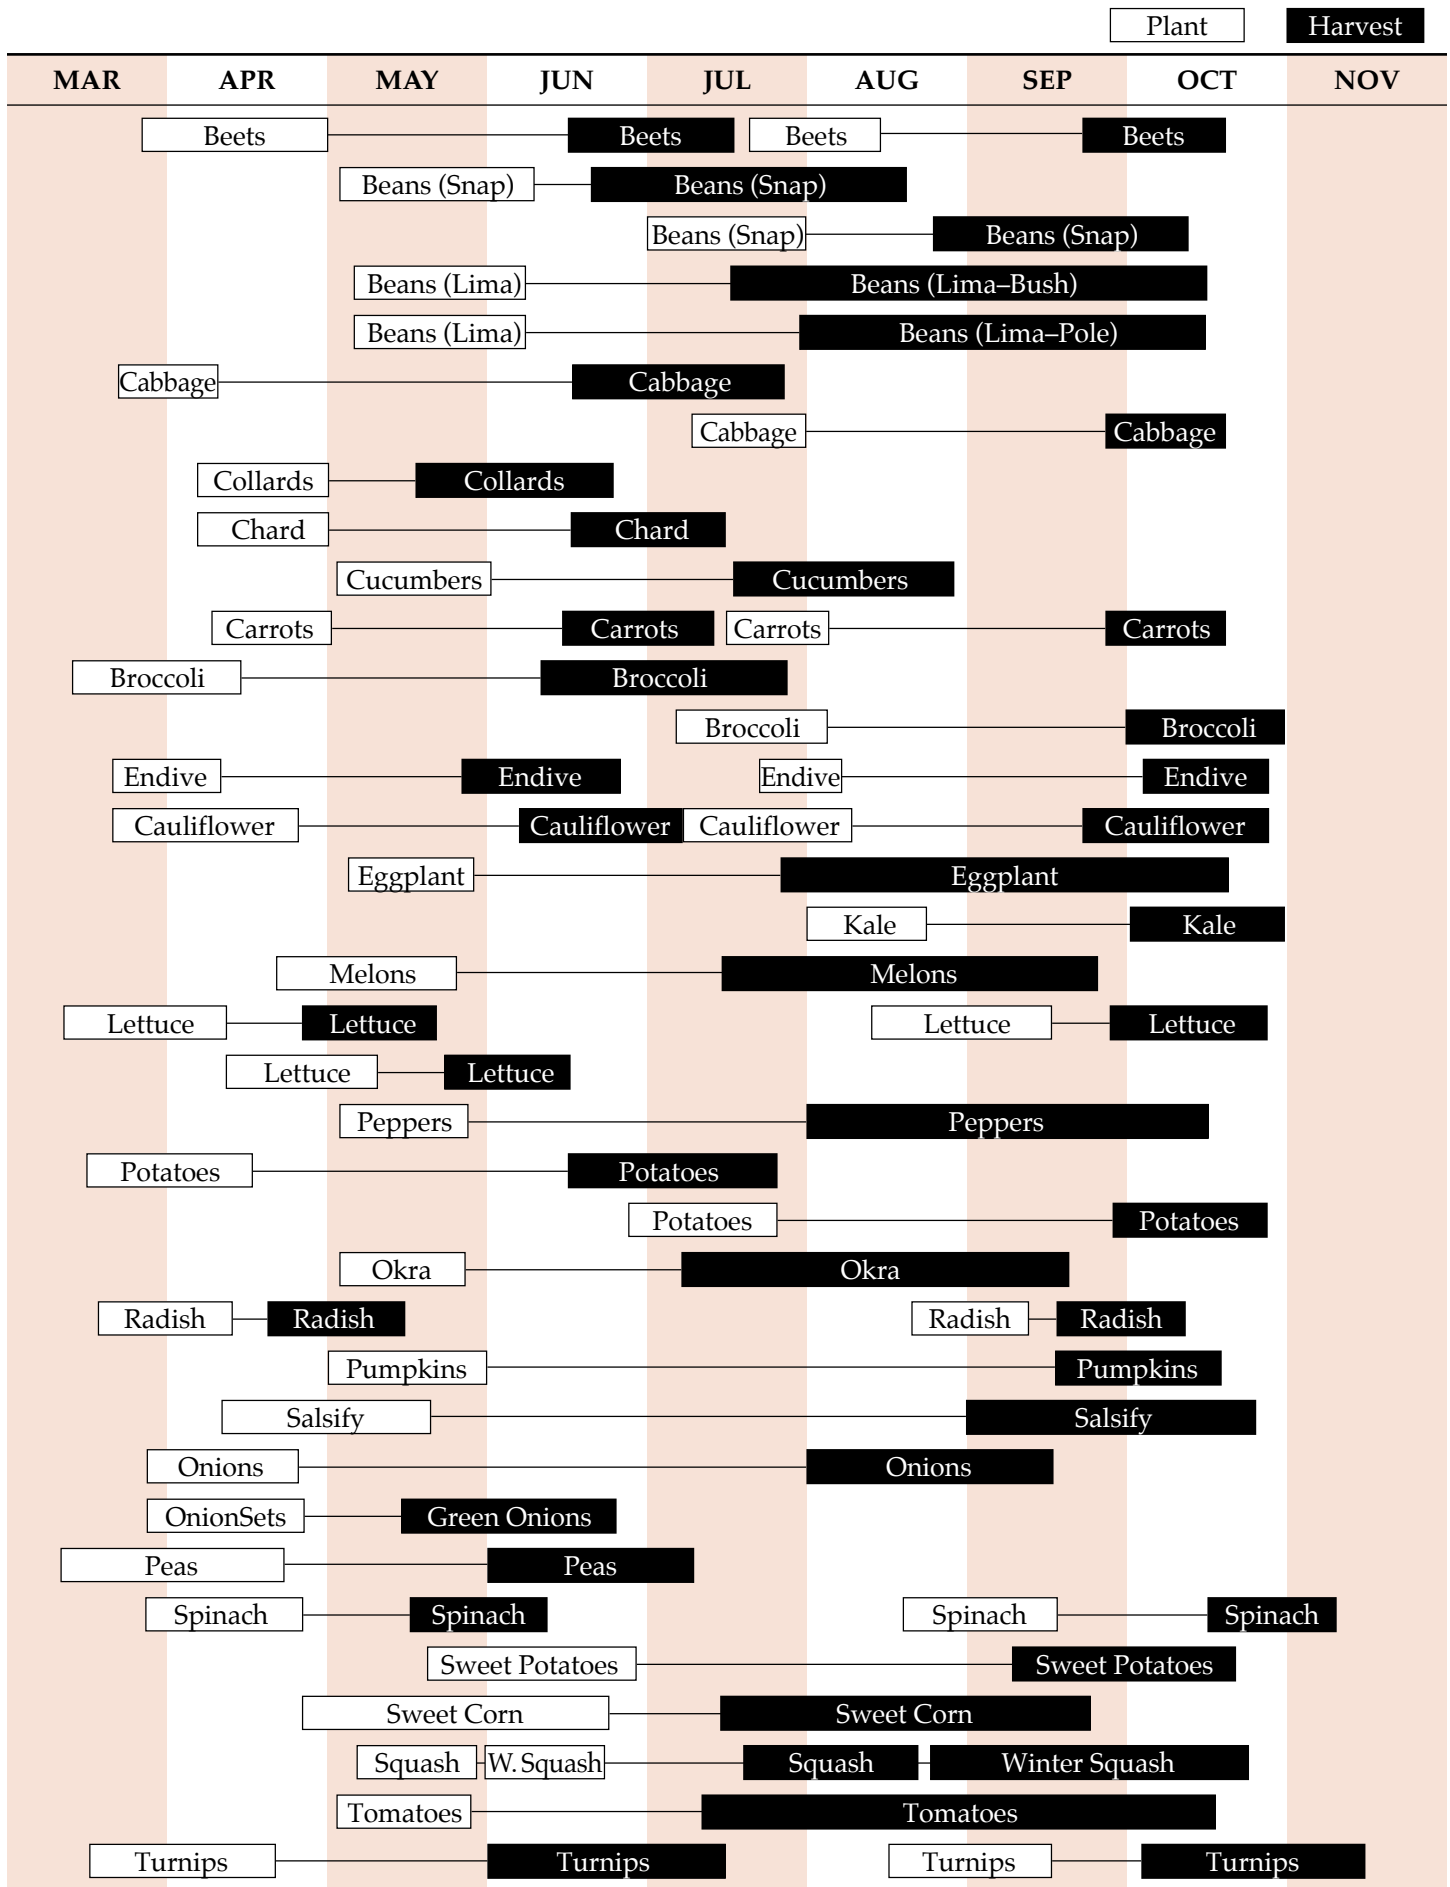 Plant Harvest
MAR APR MAY JUN JUL AUG SEP OCT NOV
Beets Beets Beets Beets
Beans (Snap) Beans (Snap)
Beans (Snap) Beans (Snap)
Beans (Lima) Beans (Lima–Bush)
Beans (Lima) Beans (Lima–Pole)
Cabbage Cabbage
Cabbage Cabbage
Collards Collards
Chard Chard
Cucumbers Cucumbers
Carrots Carrots Carrots Carrots
Broccoli Broccoli
Broccoli Broccoli
Endive Endive Endive Endive
Cauliflower Cauliflower Cauliflower Cauliflower
Eggplant Eggplant
Kale Kale
Melons Melons
Lettuce Lettuce Lettuce Lettuce
Lettuce Lettuce
Peppers Peppers
Potatoes Potatoes
Potatoes Potatoes
Okra Okra
Radish Radish Radish Radish
Pumpkins Pumpkins
Salsify Salsify
Onions Onions
OnionSets Green Onions
Peas Peas
Spinach Spinach Spinach Spinach
Sweet Potatoes Sweet Potatoes
Sweet Corn Sweet Corn
Squash W. Squash Squash Winter Squash
Tomatoes Tomatoes
Turnips Turnips Turnips Turnips